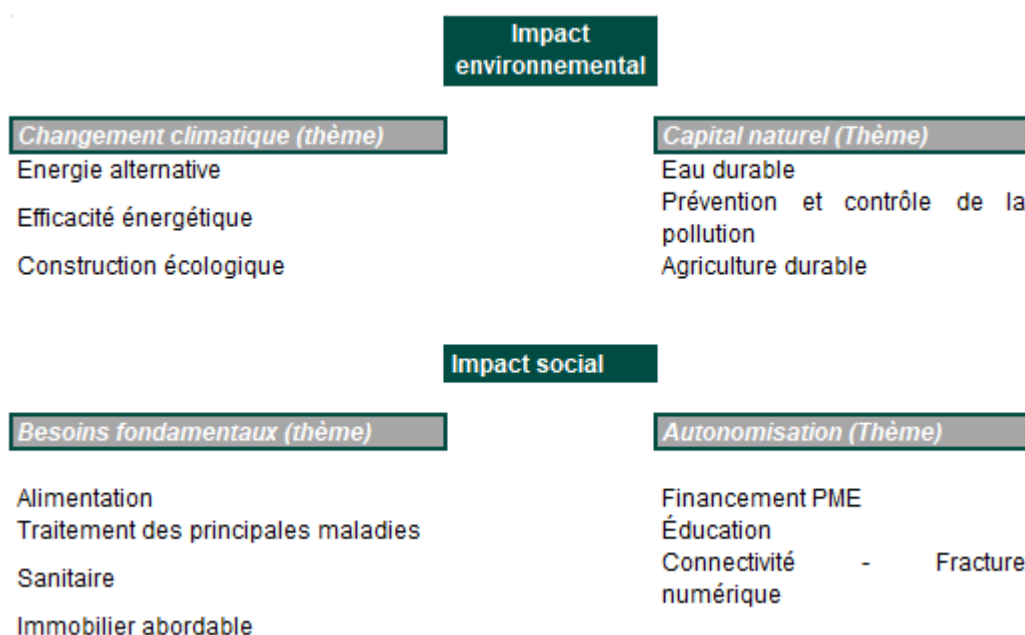 Impact
environnemental
Changement climatique (thème)
Energie alternative
Efficacité énergétique
Construction écologique
Capital naturel (Thème)
Eau durable
Prévention et contrôle de la
pollution
Agriculture durable
Impact social
Besoins fondamentaux (thème)
Alimentation
Traitement des principales maladies
Sanitaire
Immobilier abordable
Autonomisation (Thème)
Financement PME
Éducation
Connectivité - Fracture
numérique